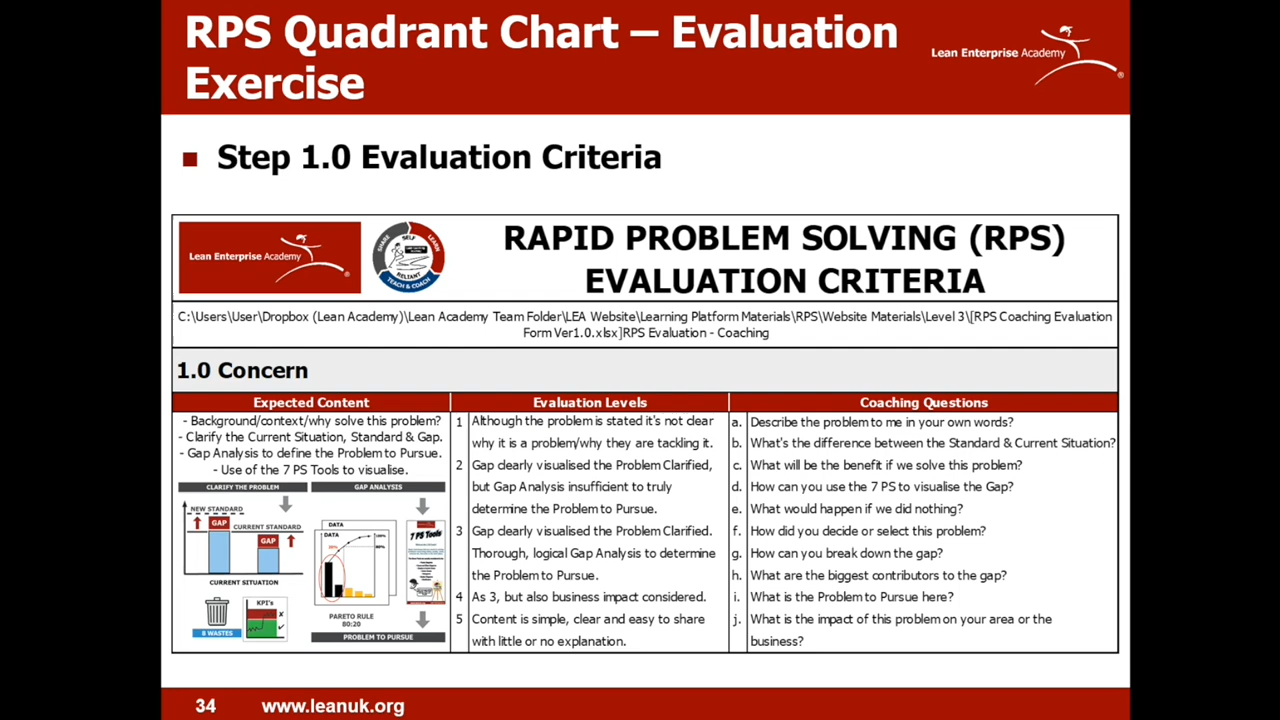 RPS Quadrant Chart – Evaluation
Exercise
Lean Enterprise Academy
®
Step 1.0 Evaluation Criteria
Lean Enterprise Academy
®
SHARE
LEARN
TEACH & COACH
SELF
RELIANT
RAPID PROBLEM SOLVING (RPS)
EVALUATION CRITERIA
C:\Users\User\Dropbox (Lean Academy)\Lean Academy Team Folder\LEA Website\Learning Platform Materials\RPS\Website Materials\Level 3\[RPS Coaching Evaluation
Form Ver1.0.xlsx]RPS Evaluation - Coaching
1.0 Concern
Expected Content
- Background/context/why solve this problem?
- Clarify the Current Situation, Standard & Gap.
- Gap Analysis to define the Problem to Pursue.
- Use of the 7 PS Tools to visualise.
CLARIFY THE PROBLEM
GAP ANALYSIS
NEW STANDARD
GAP
CURRENT STANDARD
GAP
CURRENT SITUATION
8 WASTES
KPI's
DATA
DATA
20%
100%
80%
7 PS Tools
PARETO RULE
80:20
PROBLEM TO PURSUE
Evaluation Levels
1 Although the problem is stated it's not clear
why it is a problem/why they are tackling it.
2 Gap clearly visualised the Problem Clarified,
but Gap Analysis insufficient to truly
determine the Problem to Pursue.
3 Gap clearly visualised the Problem Clarified.
Thorough, logical Gap Analysis to determine
the Problem to Pursue.
4 As 3, but also business impact considered.
5 Content is simple, clear and easy to share
with little or no explanation.
Coaching Questions
a. Describe the problem to me in your own words?
b. What's the difference between the Standard & Current Situation?
c. What will be the benefit if we solve this problem?
d. How can you use the 7 PS to visualise the Gap?
e. What would happen if we did nothing?
f. How did you decide or select this problem?
g. How can you break down the gap?
h. What are the biggest contributors to the gap?
i. What is the Problem to Pursue here?
j. What is the impact of this problem on your area or the
business?
34
www.leanuk.org